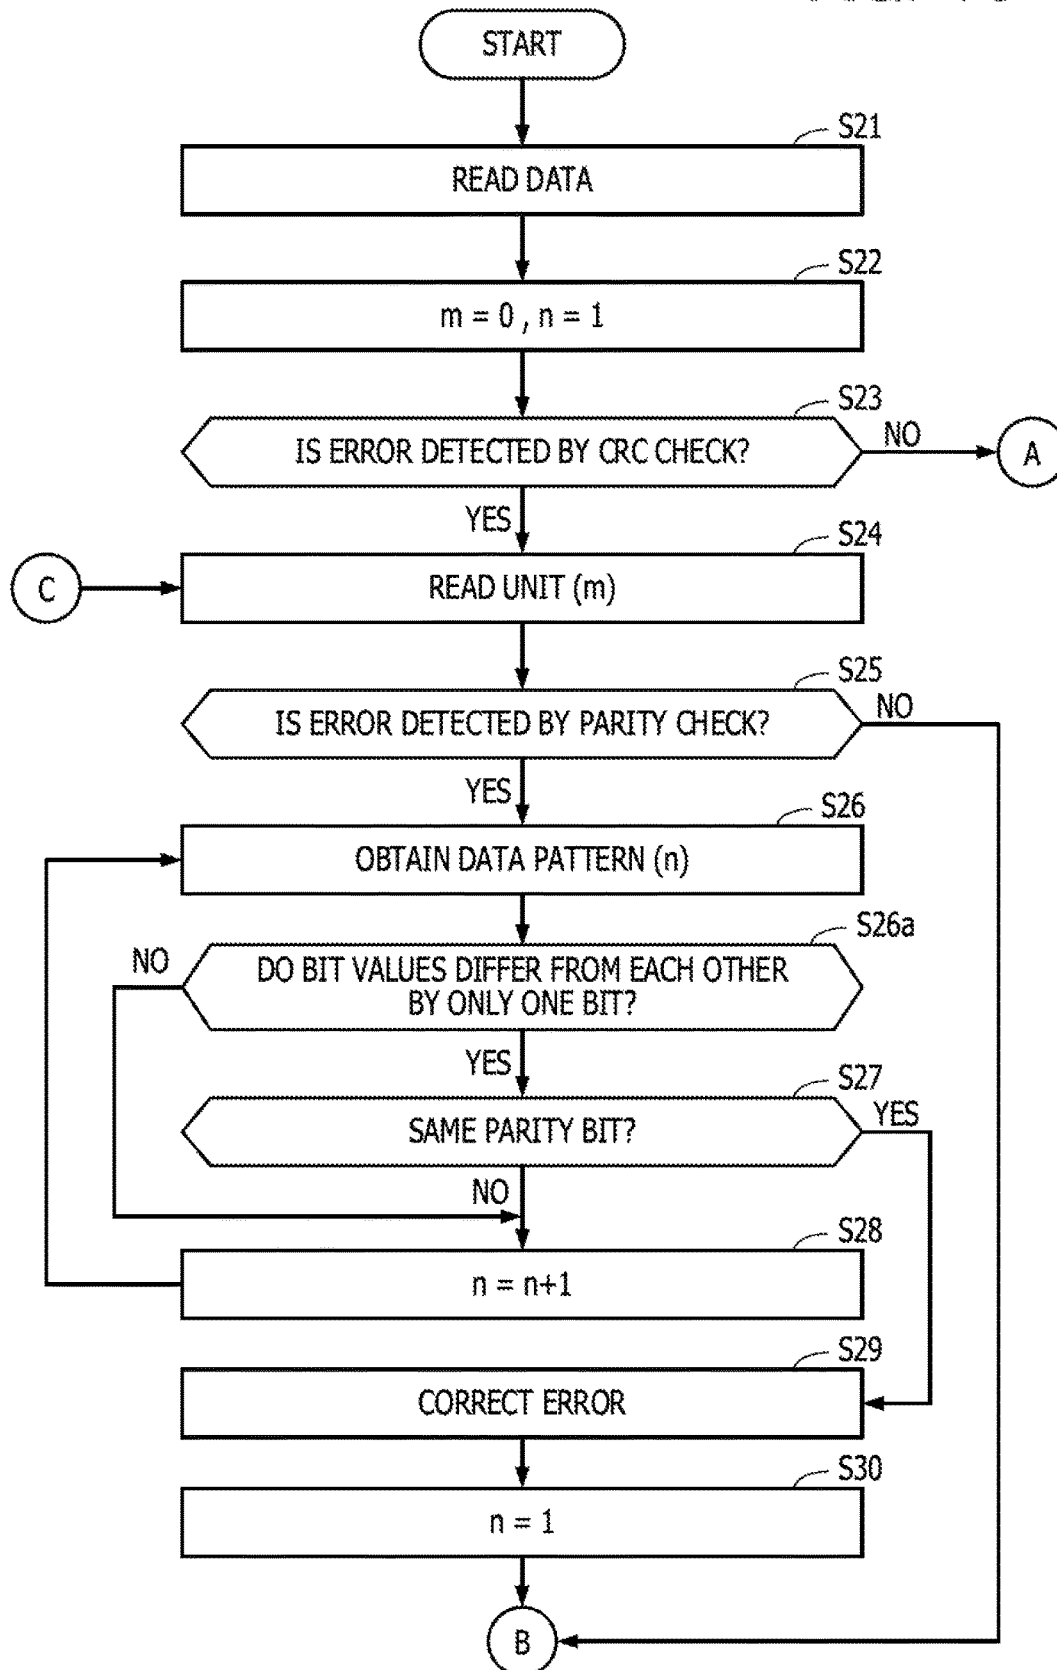 START
S21
READ DATA
S22
m = 0 , n = 1
S23
IS ERROR DETECTED BY CRC CHECK?
NO
A
YES
S24
C
READ UNIT (m)
S25
IS ERROR DETECTED BY PARITY CHECK?
NO
YES
S26
OBTAIN DATA PATTERN (n)
S26a
NO
DO BIT VALUES DIFFER FROM EACH OTHER
BY ONLY ONE BIT?
YES
S27
SAME PARITY BIT?
YES
NO
S28
n = n+1
S29
CORRECT ERROR
S30
n = 1
B